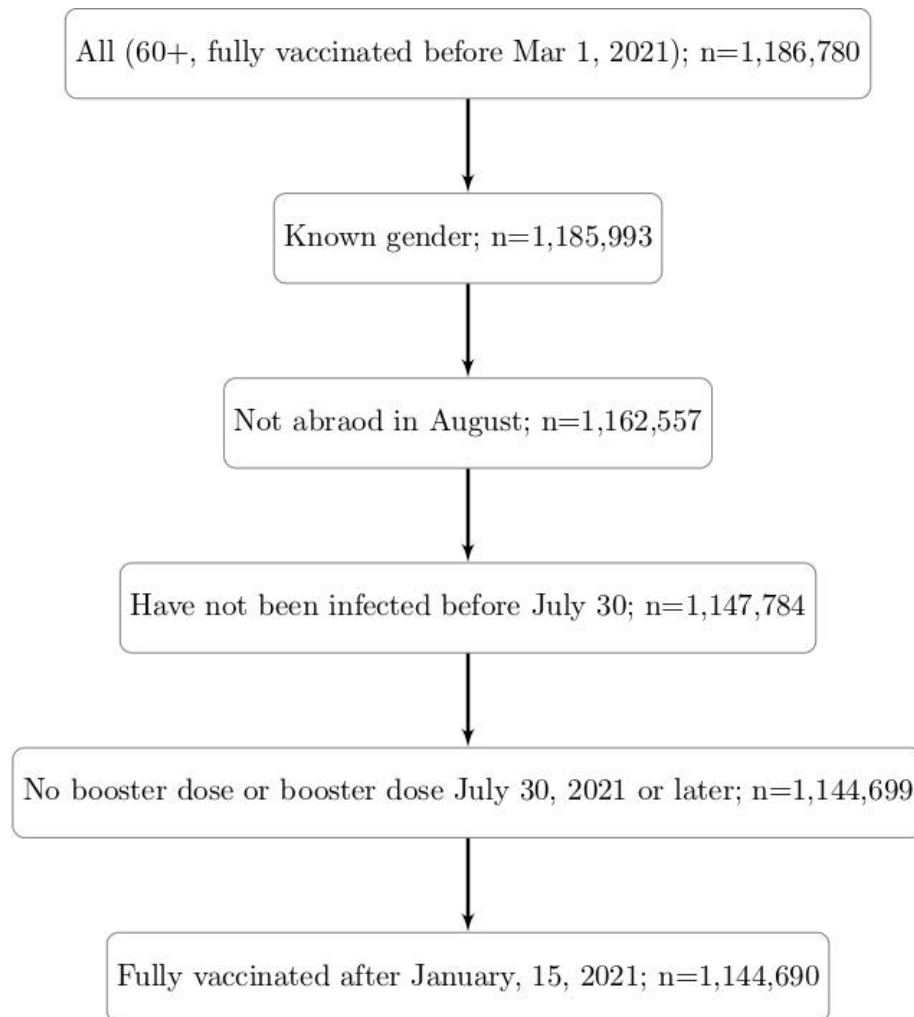 All (60+, fully vaccinated before Mar 1, 2021); n=1,186,780
Known gender; n=1,185,993
Not abraod in August; n=1,162,557
Have not been infected before July 30; n=1,147,784
No booster dose or booster dose July 30, 2021 or later; n=1,144,699
Fully vaccinated after January, 15, 2021; n=1,144,690